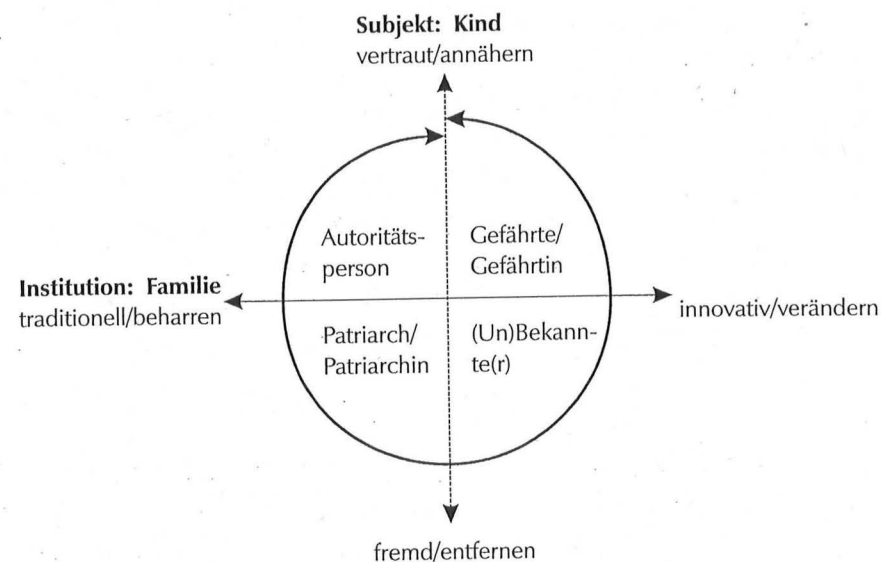 Subjekt: Kind
vertraut/annähern
Autoritäts-
person
Gefährte/
Gefährtin
Institution: Familie
traditionell/beharren
innovativ/verändern
Patriarch/
Patriarchin
(Un)Bekann-
te(r)
fremd/entfernen